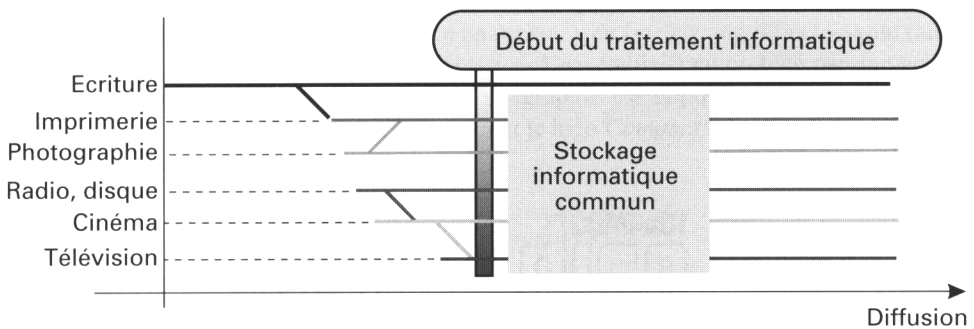 Début du traitement informatique
Ecriture
Imprimerie
Photographie
Radio, disque
Cinéma
Télévision
Stockage
informatique
commun
Diffusion